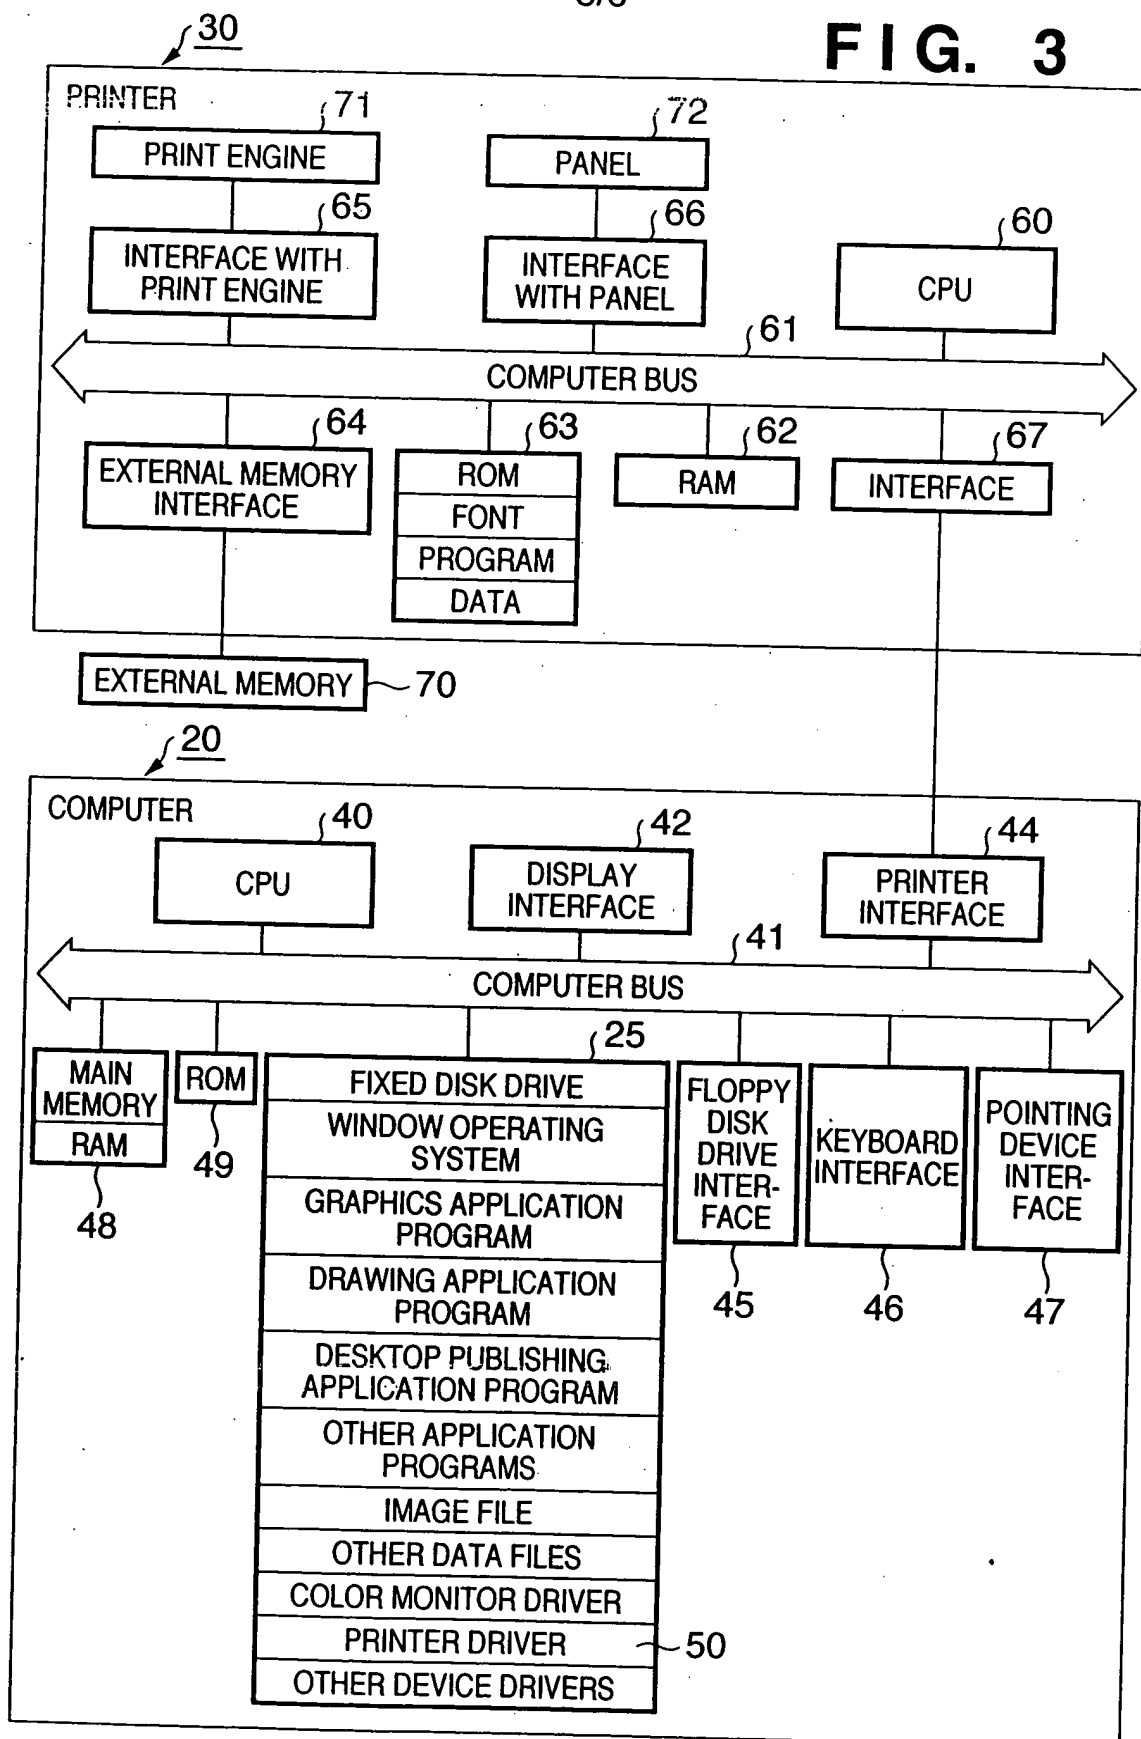 30
FIG. 3
PRINTER
71
72
PRINT ENGINE
PANEL
65
66
60
INTERFACE WITH
PRINT ENGINE
INTERFACE
WITH PANEL
CPU
61
COMPUTER BUS
64
63
62
67
EXTERNAL MEMORY
INTERFACE
ROM
FONT
PROGRAM
DATA
RAM
INTERFACE
EXTERNAL MEMORY
70
20
COMPUTER
40
42
44
CPU
DISPLAY
INTERFACE
PRINTER
INTERFACE
41
COMPUTER BUS
25
MAIN
MEMORY
RAM
48
ROM
49
FIXED DISK DRIVE
WINDOW OPERATING
SYSTEM
GRAPHICS APPLICATION
PROGRAM
DRAWING APPLICATION
PROGRAM
DESKTOP PUBLISHING
APPLICATION PROGRAM
OTHER APPLICATION
PROGRAMS
IMAGE FILE
OTHER DATA FILES
COLOR MONITOR DRIVER
PRINTER DRIVER
50
OTHER DEVICE DRIVERS
FLOPPY
DISK
DRIVE
INTER-
FACE
45
KEYBOARD
INTERFACE
46
POINTING
DEVICE
INTER-
FACE
47